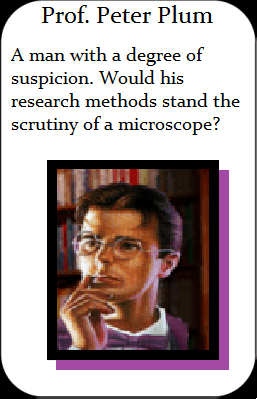 Prof. Peter Plum
A man with a degree of
suspicion. Would his
research methods stand the
scrutiny of a microscope?